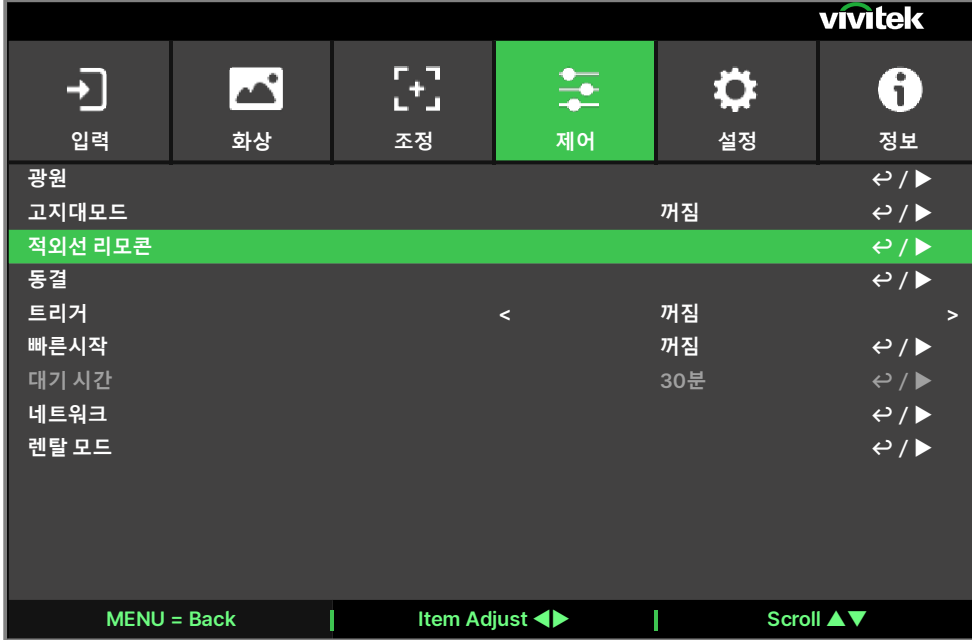 vivitek
입력 화상 조정 제어 설정 정보
광원 ↩ / ▶
고지대모드 꺼짐 ↩ / ▶
적외선 리모콘 ↩ / ▶
동결 ↩ / ▶
트리거 < 꺼짐 >
빠른시작 꺼짐 ↩ / ▶
대기 시간 30분 ↩ / ▶
네트워크 ↩ / ▶
렌탈 모드 ↩ / ▶
MENU = Back Item Adjust ◀▶ Scroll ▲▼